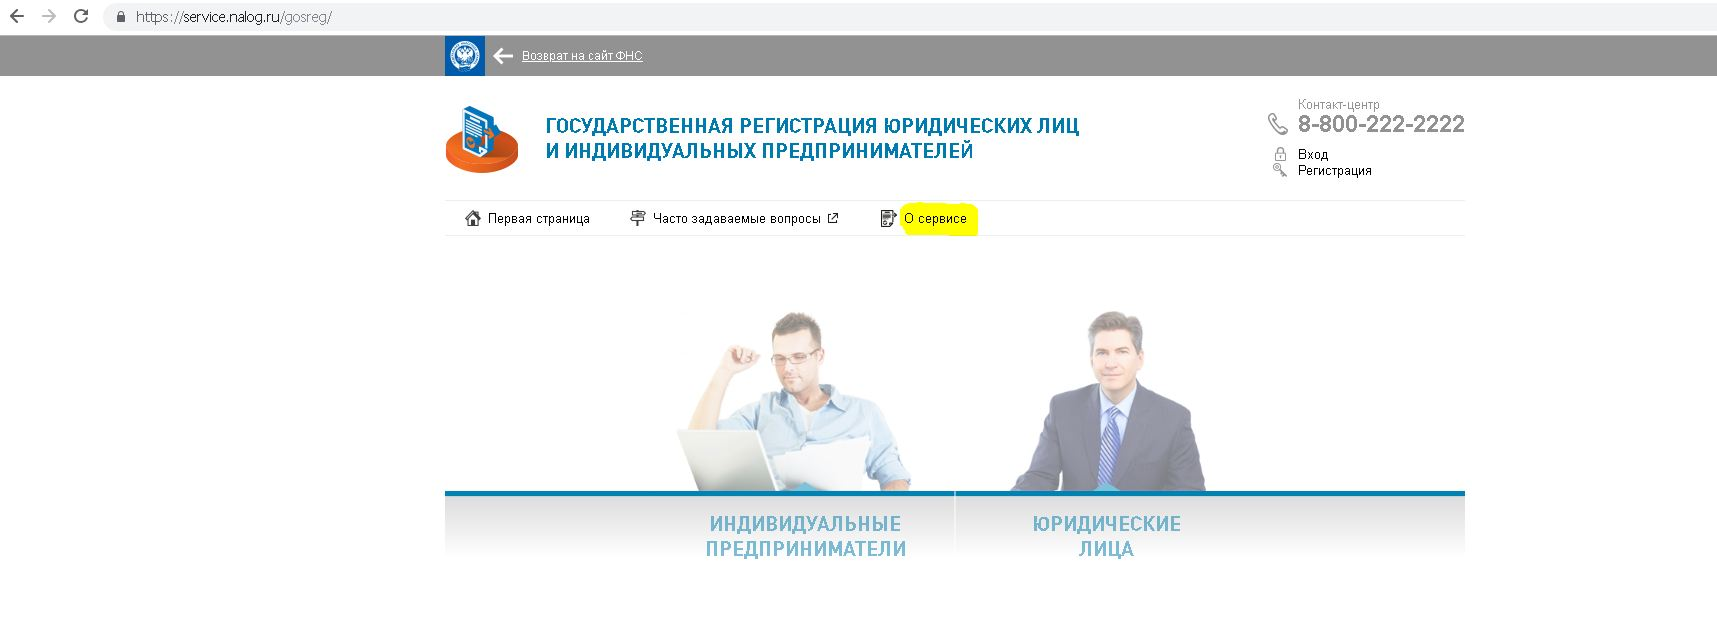 https://service.nalog.ru/gosreg/
Возврат на сайт ФНС
ГОСУДАРСТВЕННАЯ РЕГИСТРАЦИЯ ЮРИДИЧЕСКИХ ЛИЦ
И ИНДИВИДУАЛЬНЫХ ПРЕДПРИНИМАТЕЛЕЙ
Контакт-центр
8-800-222-2222
Вход
Регистрация
Первая страница
Часто задаваемые вопросы
О сервисе
ИНДИВИДУАЛЬНЫЕ
ПРЕДПРИНИМАТЕЛИ
ЮРИДИЧЕСКИЕ
ЛИЦА